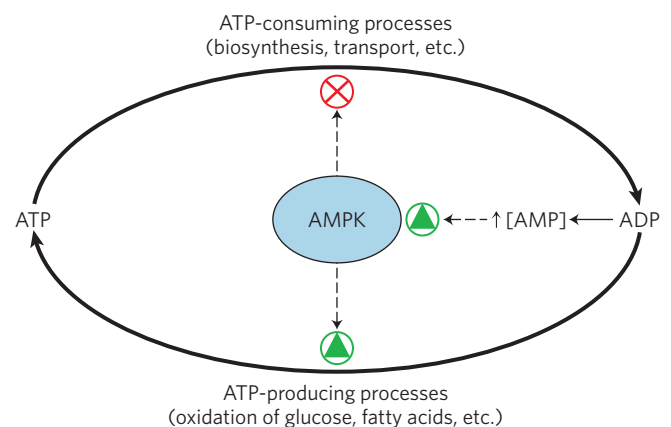 ATP-consuming processes
(biosynthesis, transport, etc.)
ATP
AMPK
↑ [AMP]
ADP
ATP-producing processes
(oxidation of glucose, fatty acids, etc.)